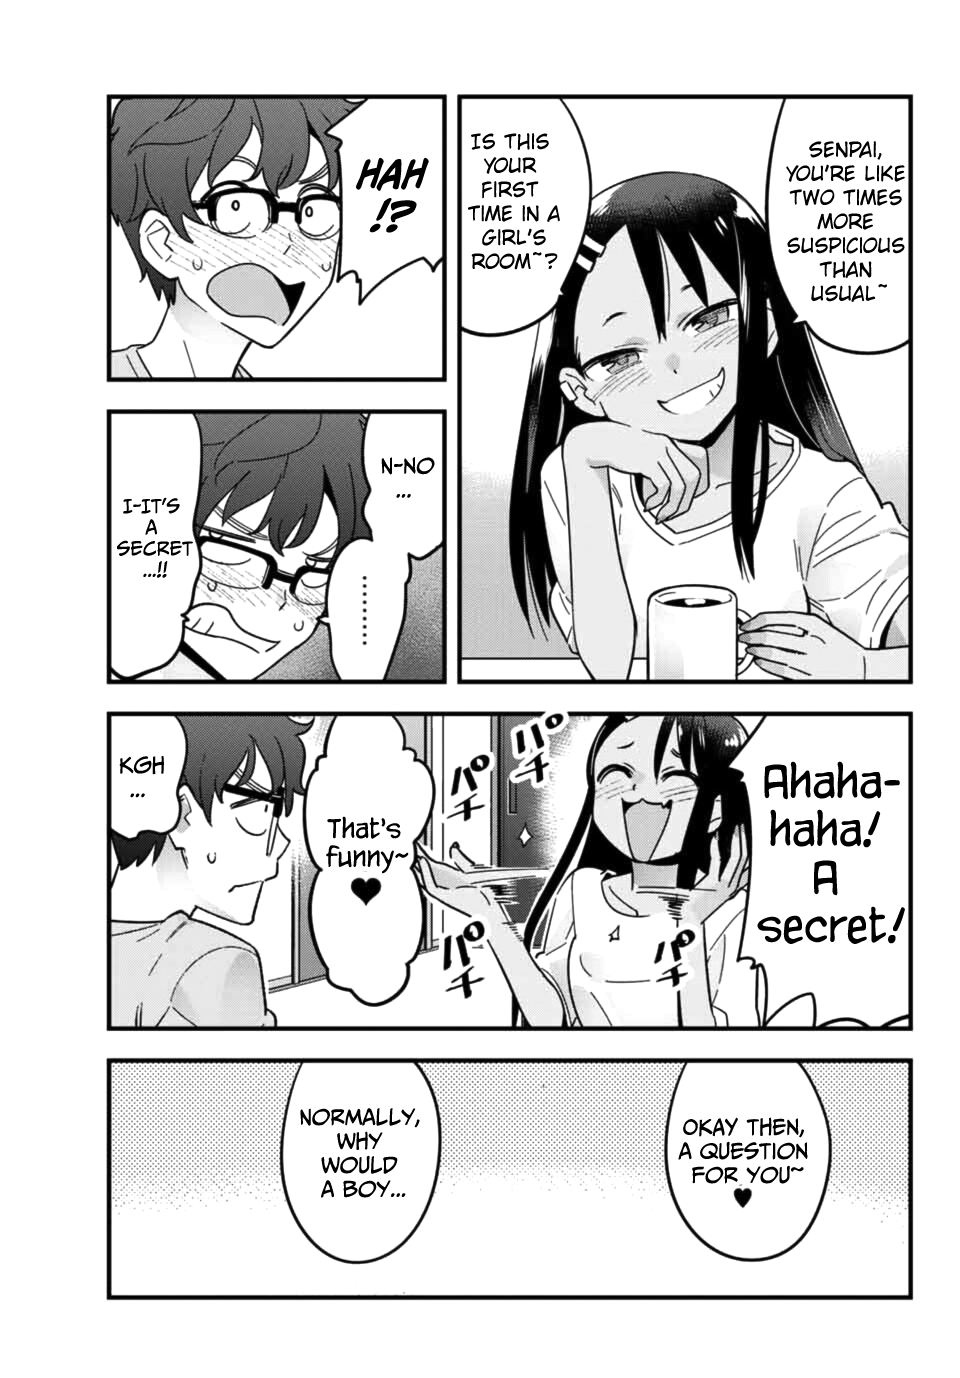 SENPAI,
YOU'RE LIKE
TWO TIMES
MORE
SUSPICIOUS
THAN
USUAL~
IS THIS
YOUR
FIRST
TIME IN A
GIRL'S
ROOM~?
HAH
!?
N-NO
...
.........
I-IT'S
A
SECRET
...!!
Ahaha-
haha!
A
secret!
パチ
パチ
パチ
パチ
That's
funny~
♥
KGH
...
OKAY THEN,
A QUESTION
FOR YOU~
♥
NORMALLY,
WHY
WOULD
A BOY...